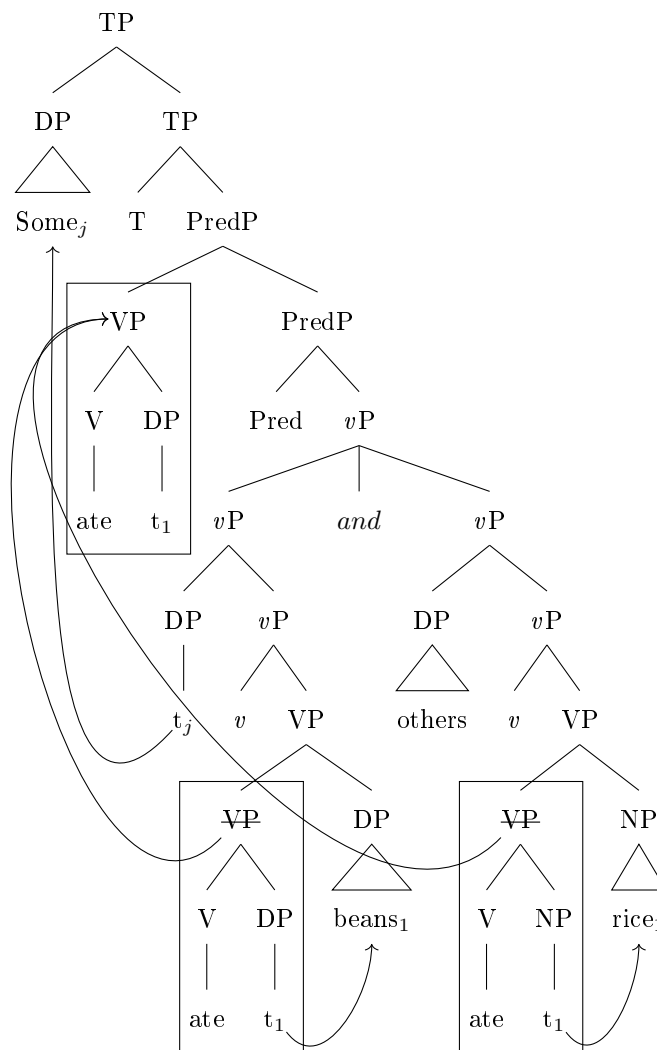 TP
DP TP
Some_j T PredP
VP PredP
V DP Pred vP
ate t_1 vP and vP
DP vP DP vP
t_j v VP others v VP
VP DP VP NP
V DP beans_1 V NP rice
ate t_1 ate t_1